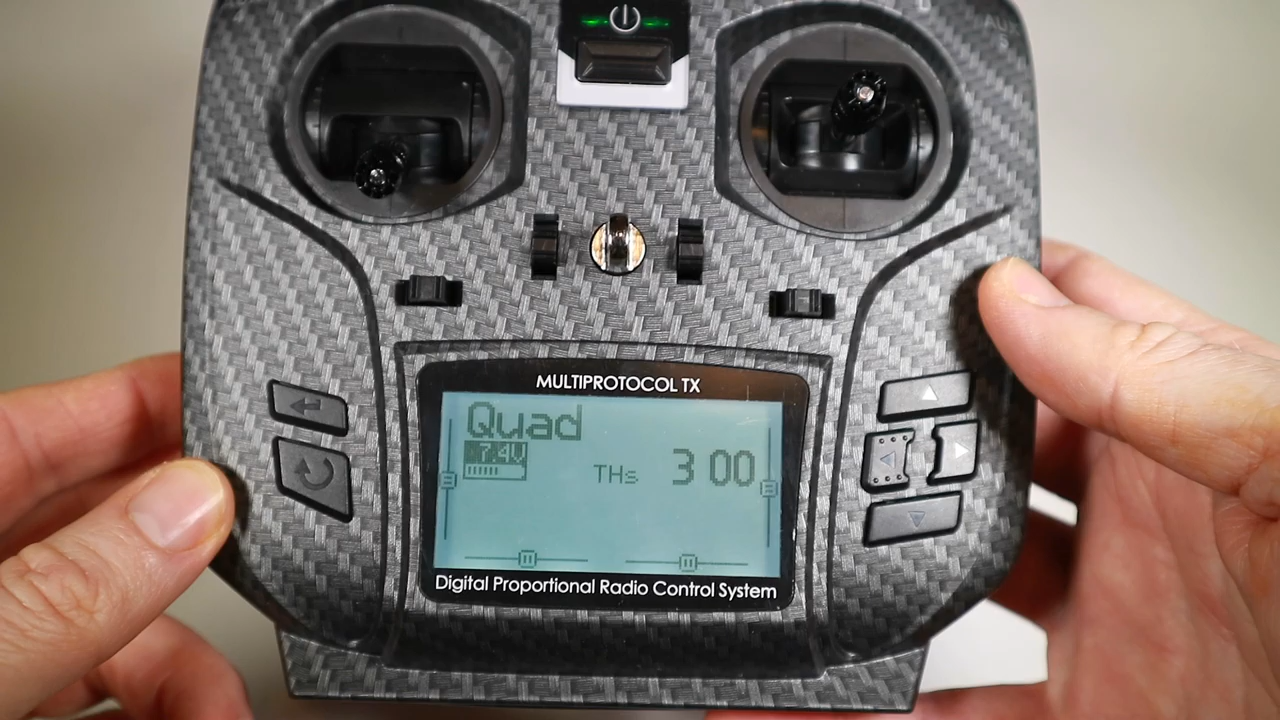 MULTIPROTOCOL TX
Quad
7.4V
THs 3 00
Digital Proportional Radio Control System